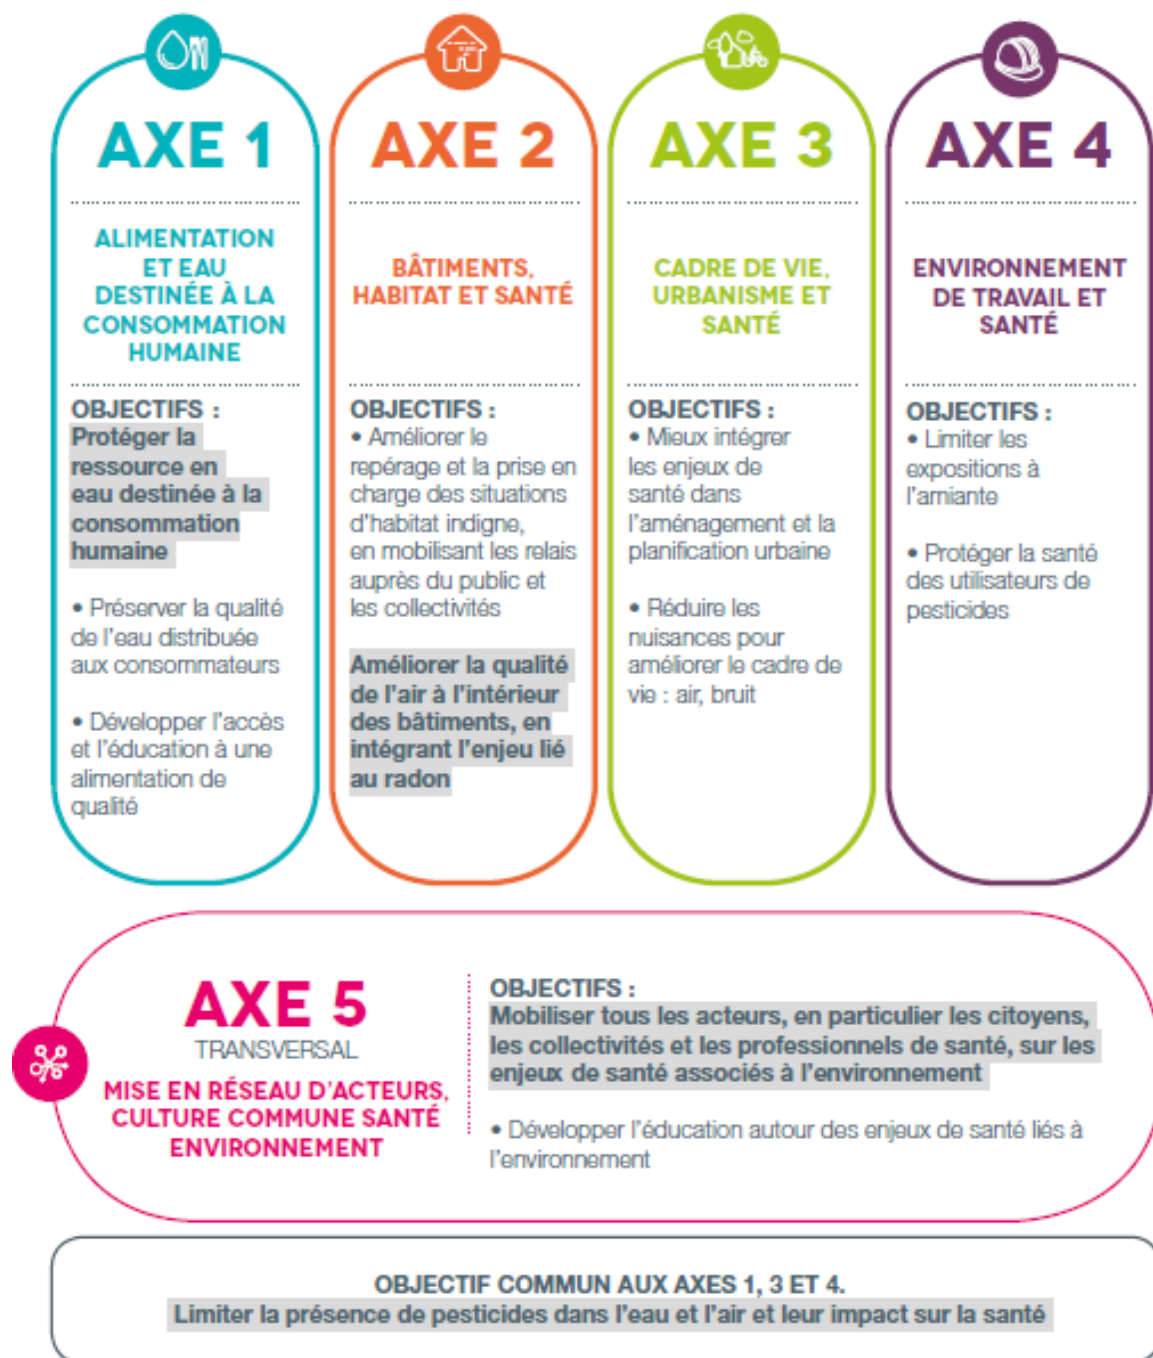 AXE 1
ALIMENTATION
ET EAU
DESTINÉE À LA
CONSOMMATION
HUMAINE
OBJECTIFS :
Protéger la
ressource en
eau destinée à la
consommation
humaine
• Préserver la qualité
de l'eau distribuée
aux consommateurs
• Développer l'accès
et l'éducation à une
alimentation de
qualité
AXE 2
BÂTIMENTS,
HABITAT ET SANTÉ
OBJECTIFS :
• Améliorer le
repérage et la prise en
charge des situations
d'habitat indigne,
en mobilisant les relais
auprès du public et
les collectivités
Améliorer la qualité
de l'air à l'intérieur
des bâtiments, en
intégrant l'enjeu lié
au radon
AXE 3
CADRE DE VIE,
URBANISME ET
SANTÉ
OBJECTIFS :
• Mieux intégrer
les enjeux de
santé dans
l'aménagement et la
planification urbaine
• Réduire les
nuisances pour
améliorer le cadre de
vie : air, bruit
AXE 4
ENVIRONNEMENT
DE TRAVAIL ET
SANTÉ
OBJECTIFS :
• Limiter les
expositions à
l'amiante
• Protéger la santé
des utilisateurs de
pesticides
AXE 5
TRANSVERSAL
MISE EN RÉSEAU D'ACTEURS,
CULTURE COMMUNE SANTÉ
ENVIRONNEMENT
OBJECTIFS :
Mobiliser tous les acteurs, en particulier les citoyens,
les collectivités et les professionnels de santé, sur les
enjeux de santé associés à l'environnement
• Développer l'éducation autour des enjeux de santé liés à
l'environnement
OBJECTIF COMMUN AUX AXES 1, 3 ET 4.
Limiter la présence de pesticides dans l'eau et l'air et leur impact sur la santé